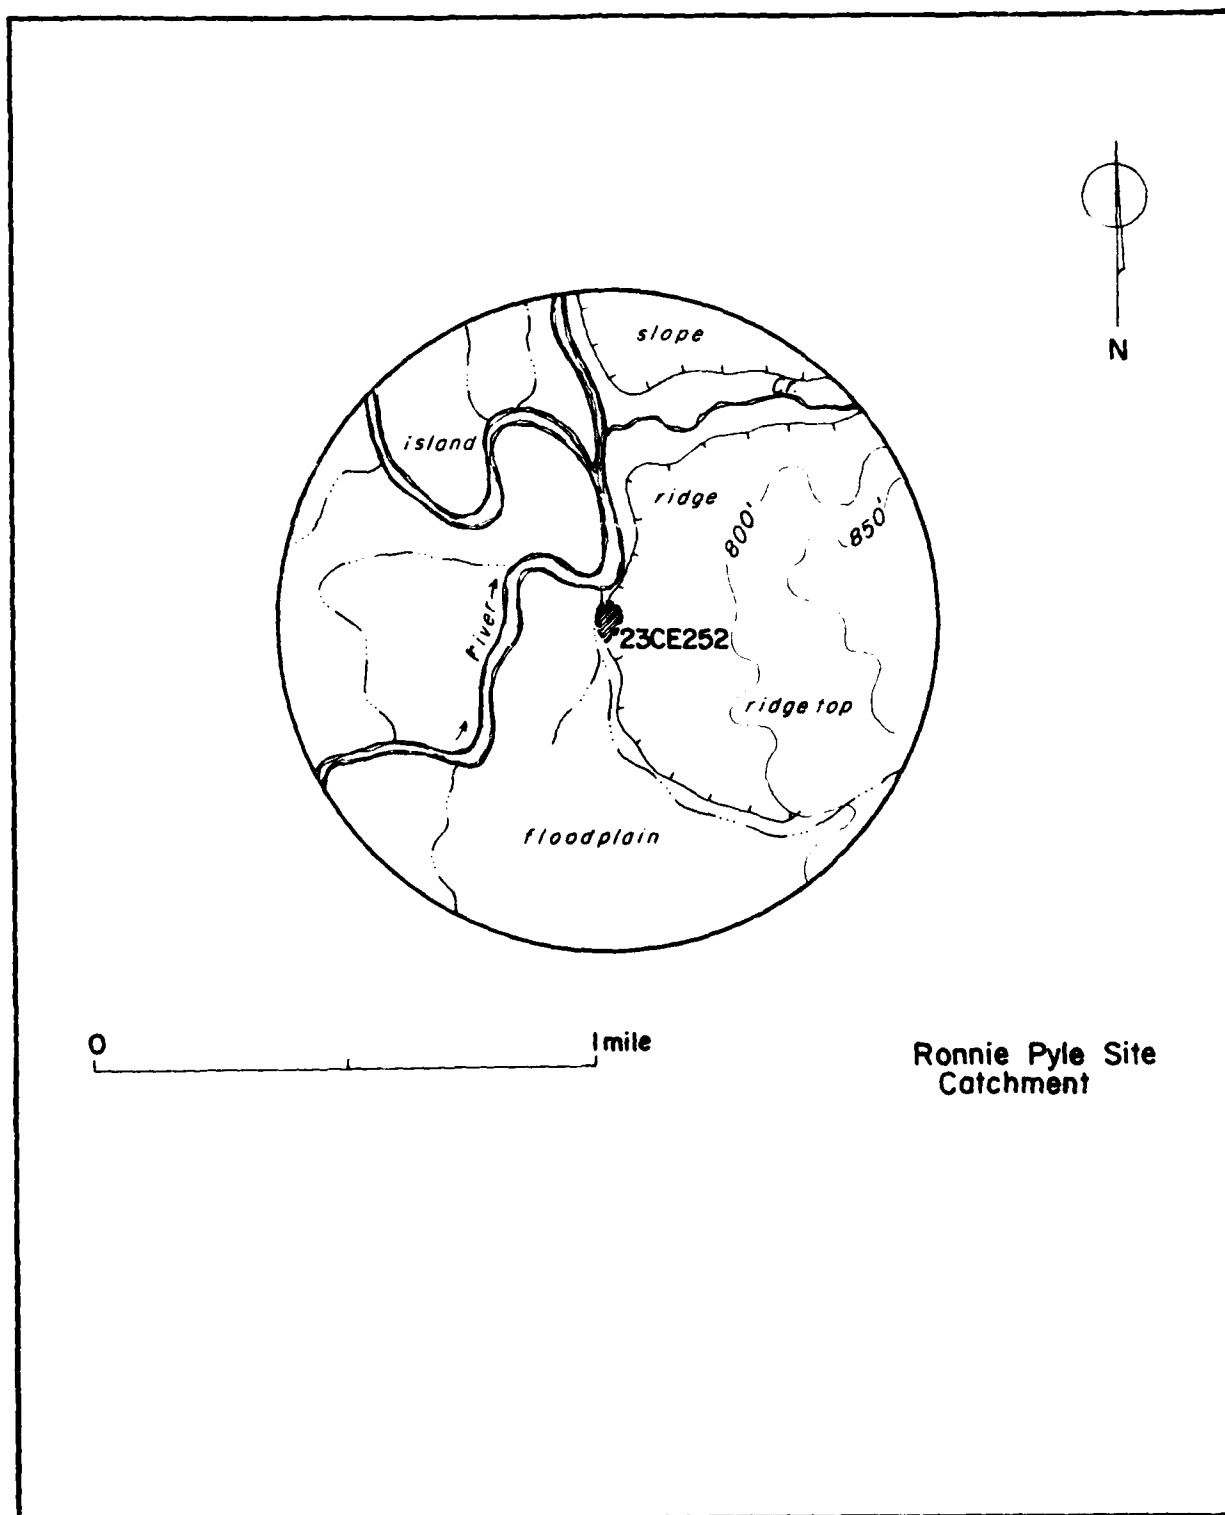 N
slope
island
ridge
800'
850'
river
23CE252
ridge top
floodplain
0
1 mile
Ronnie Pyle Site
Catchment